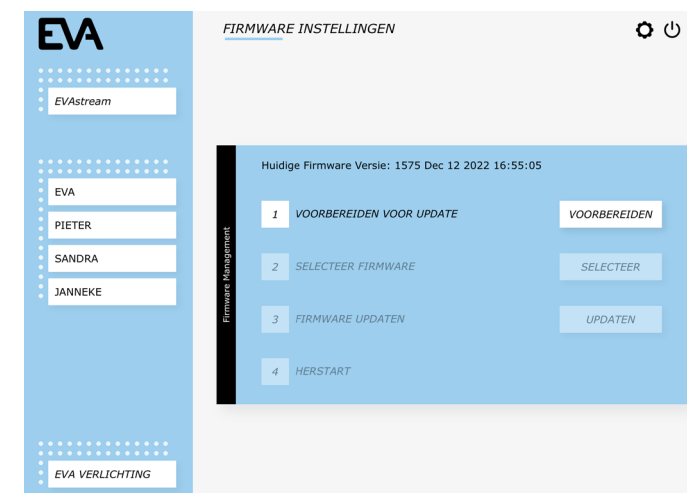 EVA
EVAstream
EVA
PIETER
SANDRA
JANNEKE
EVA VERLICHTING
FIRMWARE INSTELLINGEN
Firmware Management
Huidige Firmware Versie: 1575 Dec 12 2022 16:55:05
1 VOORBEREIDEN VOOR UPDATE VOORBEREIDEN
2 SELECTEER FIRMWARE SELECTEER
3 FIRMWARE UPDATEN UPDATEN
4 HERSTART